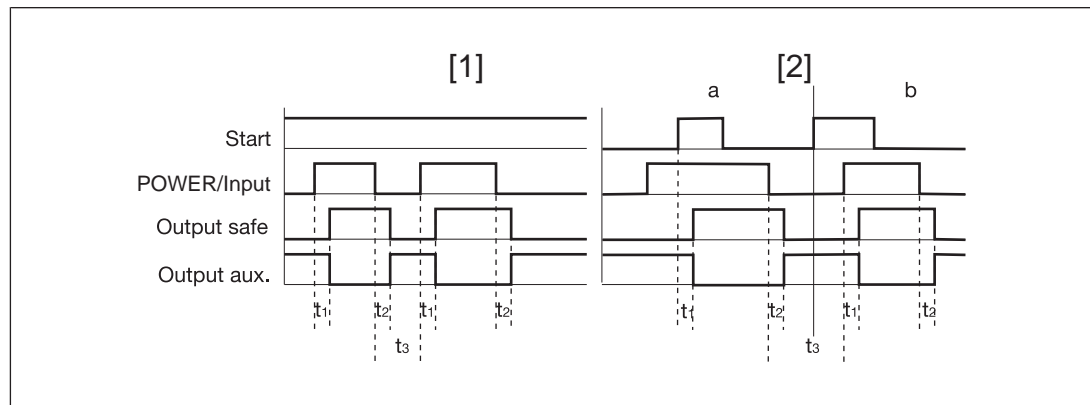 [1] [2]
a b
Start
POWER/Input
Output safe
Output aux.
t1 t2 t1 t2 t1 t2 t1 t2
t3 t3